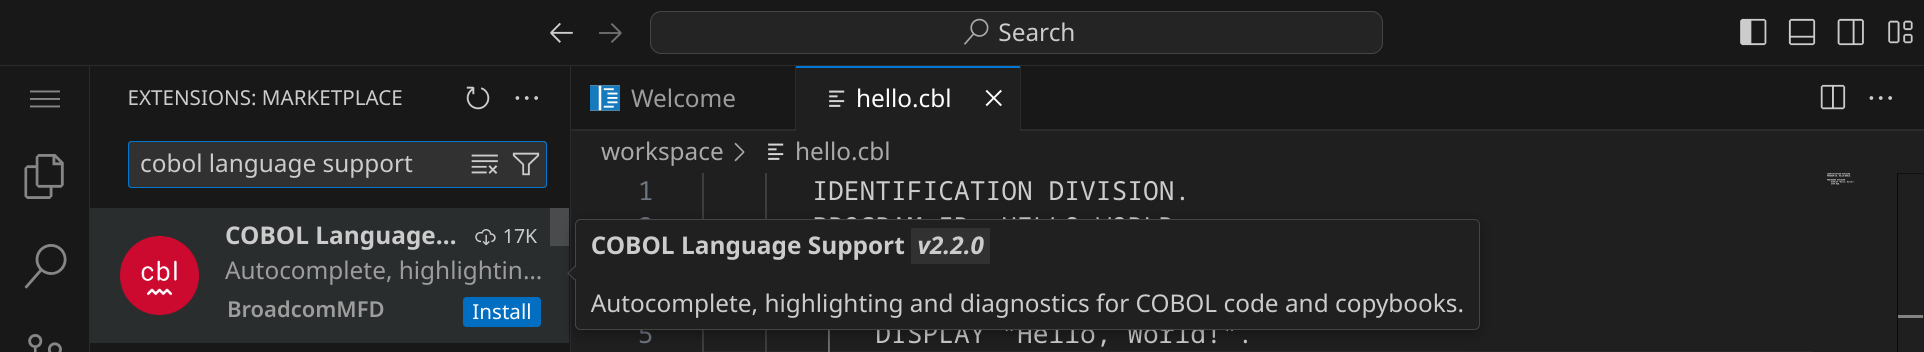 Search
EXTENSIONS: MARKETPLACE
Welcome
hello.cbl
cobol language support
workspace > hello.cbl
1 IDENTIFICATION DIVISION.
COBOL Language... 17K
cbl
Autocomplete, highlightin...
BroadcomMFD
Install
COBOL Language Support v2.2.0
Autocomplete, highlighting and diagnostics for COBOL code and copybooks.
5 DISPLAY "Hello, World!".